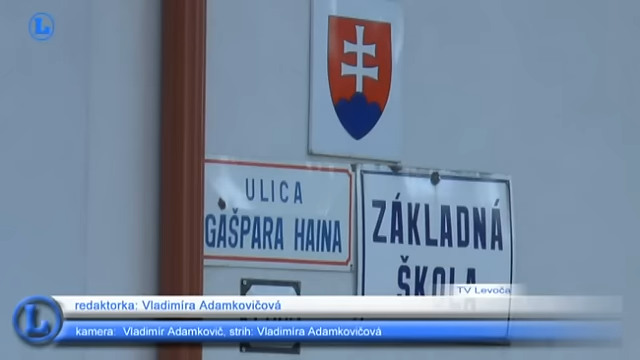 L
ULICA
GAŠPARA HAINA
ZÁKLADNÁ
ŠKOLA
TV Levoča
redaktorka: Vladimíra Adamkovičová
kamera: Vladimír Adamkovič, strih: Vladimíra Adamkovičová
L